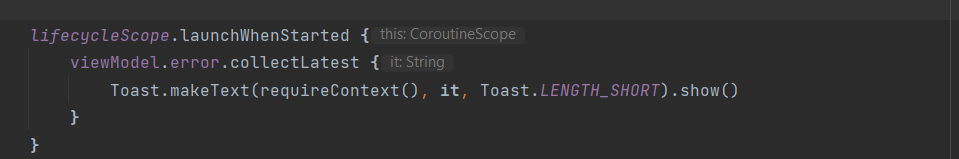 lifecycleScope.launchWhenStarted { this: CoroutineScope
viewModel.error.collectLatest { it: String
Toast.makeText(requireContext(), it, Toast.LENGTH_SHORT).show()
}
}